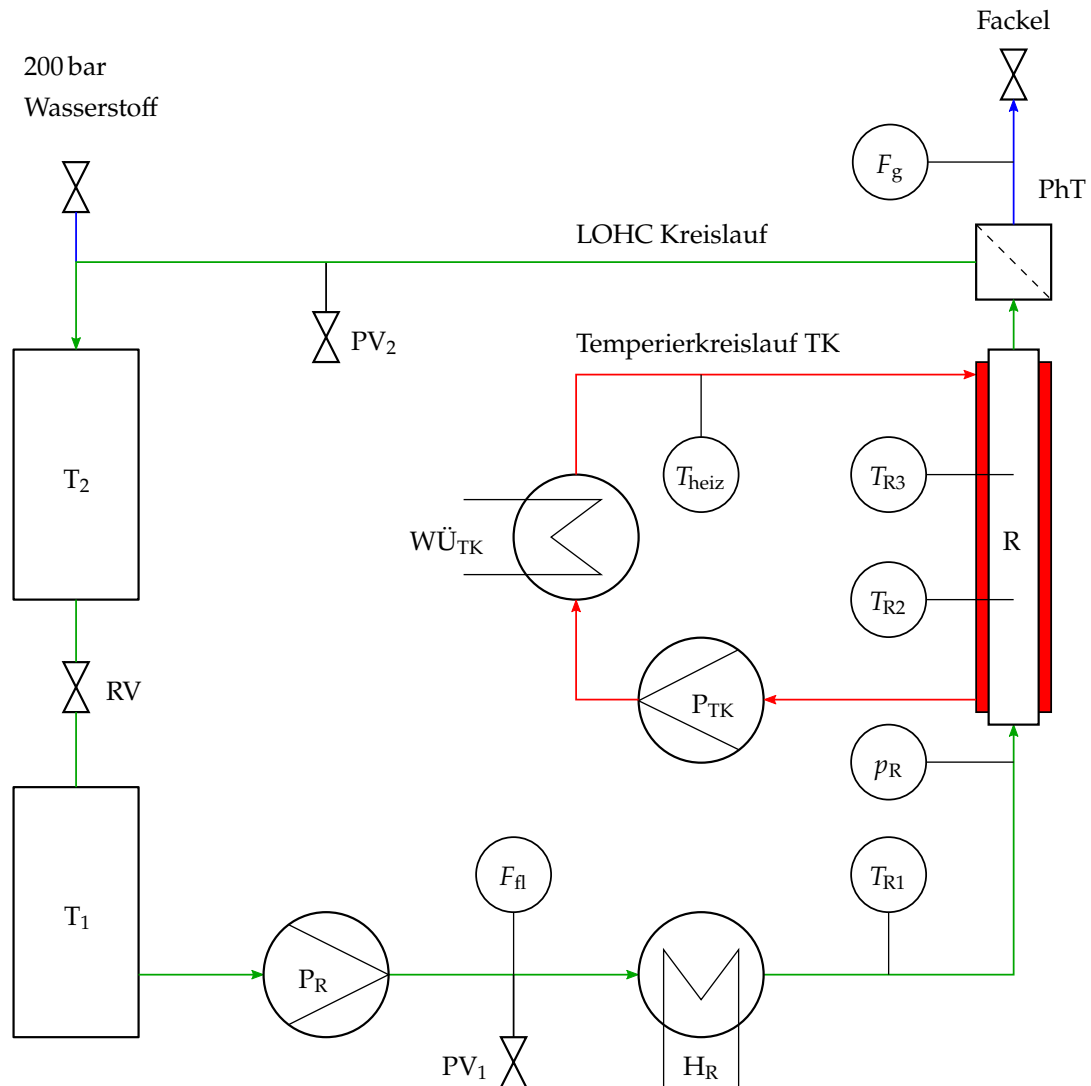 Fackel
200 bar
Wasserstoff
F_g
PhT
LOHC Kreislauf
PV_2
Temperierkreislauf TK
T_2
T_heiz
T_R3
WÜ_TK
R
T_R2
RV
P_TK
p_R
F_fl
T_R1
T_1
P_R
PV_1
H_R